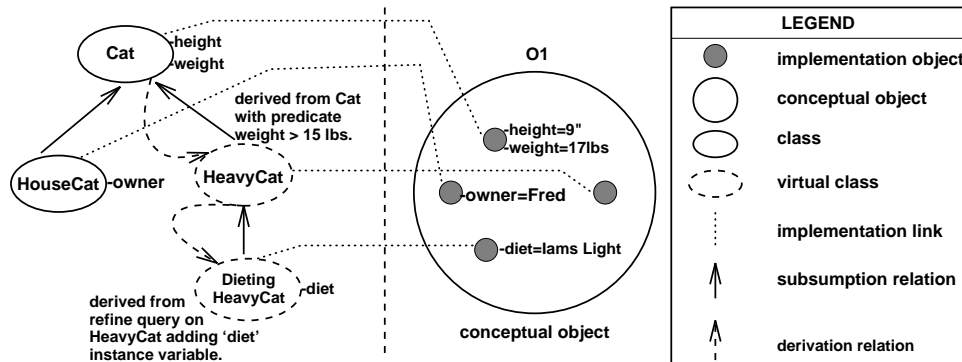 Cat
-height
-weight
derived from Cat
with predicate
weight > 15 lbs.
HouseCat
-owner
HeavyCat
Dieting
HeavyCat
-diet
derived from
refine query on
HeavyCat adding ‘diet’
instance variable.
O1
-height=9"
-weight=17lbs
-owner=Fred
-diet=Iams Light
conceptual object
LEGEND
implementation object
conceptual object
class
virtual class
implementation link
subsumption relation
derivation relation